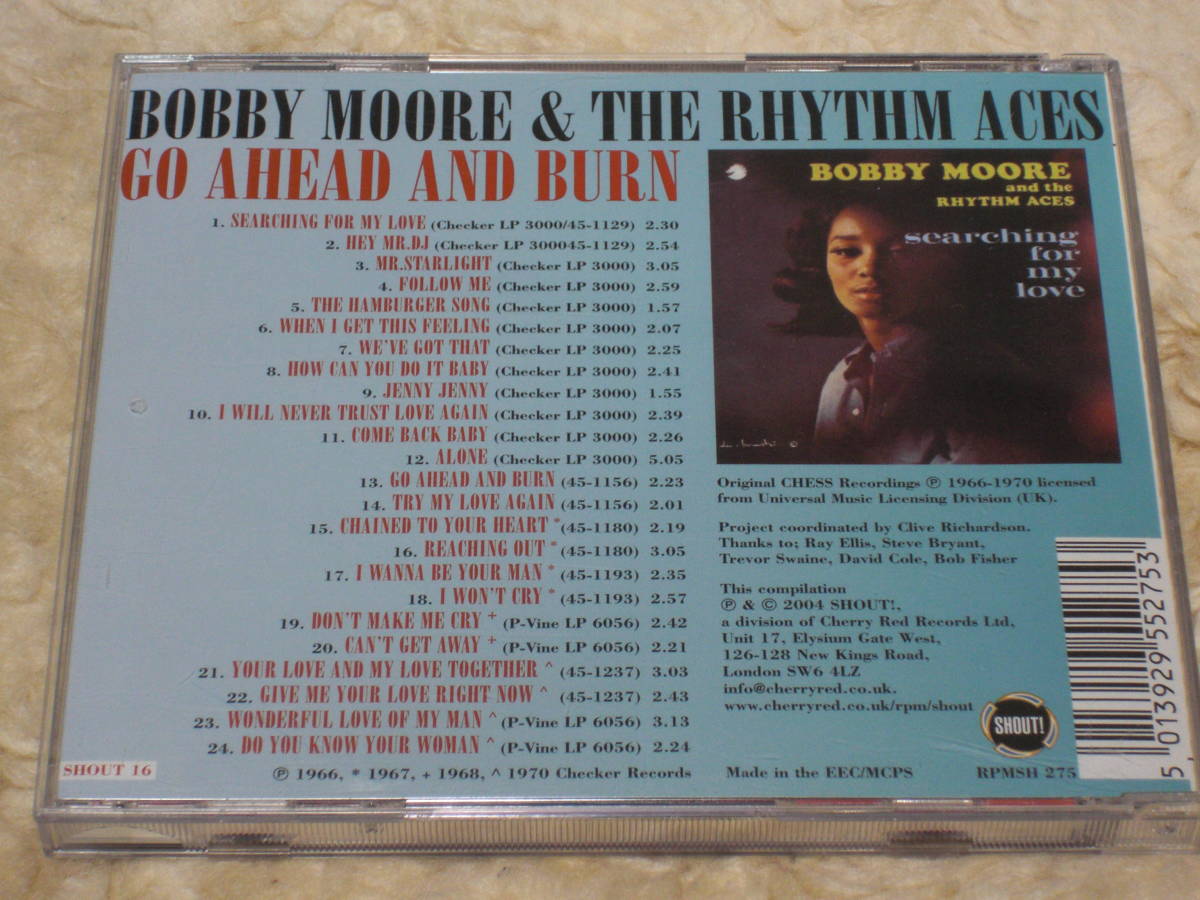 BOBBY MOORE & THE RHYTHM ACES
GO AHEAD AND BURN
1. SEARCHING FOR MY LOVE (Checker LP 3000/45-1129) 2.30
2. HEY MR.DJ (Checker LP 300045-1129) 2.54
3. MR.STARLIGHT (Checker LP 3000) 3.05
4. FOLLOW ME (Checker LP 3000) 2.59
5. THE HAMBURGER SONG (Checker LP 3000) 1.57
6. WHEN I GET THIS FEELING (Checker LP 3000) 2.07
7. WE'VE GOT THAT (Checker LP 3000) 2.25
8. HOW CAN YOU DO IT BABY (Checker LP 3000) 2.41
9. JENNY JENNY (Checker LP 3000) 1.55
10. I WILL NEVER TRUST LOVE AGAIN (Checker LP 3000) 2.39
11. COME BACK BABY (Checker LP 3000) 2.26
12. ALONE (Checker LP 3000) 5.05
13. GO AHEAD AND BURN (45-1156) 2.23
14. TRY MY LOVE AGAIN (45-1156) 2.01
15. CHAINED TO YOUR HEART * (45-1180) 2.19
16. REACHING OUT * (45-1180) 3.05
17. I WANNA BE YOUR MAN * (45-1193) 2.35
18. I WON'T CRY * (45-1193) 2.57
19. DON'T MAKE ME CRY + (P-Vine LP 6056) 2.42
20. CAN'T GET AWAY + (P-Vine LP 6056) 2.21
21. YOUR LOVE AND MY LOVE TOGETHER ^ (45-1237) 3.03
22. GIVE ME YOUR LOVE RIGHT NOW ^ (45-1237) 2.43
23. WONDERFUL LOVE OF MY MAN ^ (P-Vine LP 6056) 3.13
24. DO YOU KNOW YOUR WOMAN ^ (P-Vine LP 6056) 2.24
SHOUT 16
℗ 1966, * 1967, + 1968, ^ 1970 Checker Records
BOBBY MOORE
and the
RHYTHM ACES
searching
for
my
love
Original CHESS Recordings ℗ 1966-1970 licensed
from Universal Music Licensing Division (UK).
Project coordinated by Clive Richardson.
Thanks to; Ray Ellis, Steve Bryant,
Trevor Swaine, David Cole, Bob Fisher
This compilation
℗ & © 2004 SHOUT!,
a division of Cherry Red Records Ltd,
Unit 17, Elysium Gate West,
126-128 New Kings Road,
London SW6 4LZ
info@cherryred.co.uk.
www.cherryred.co.uk/rpm/shout
SHOUT!
Made in the EEC/MCPS
RPMSH 275
5 013929 552753